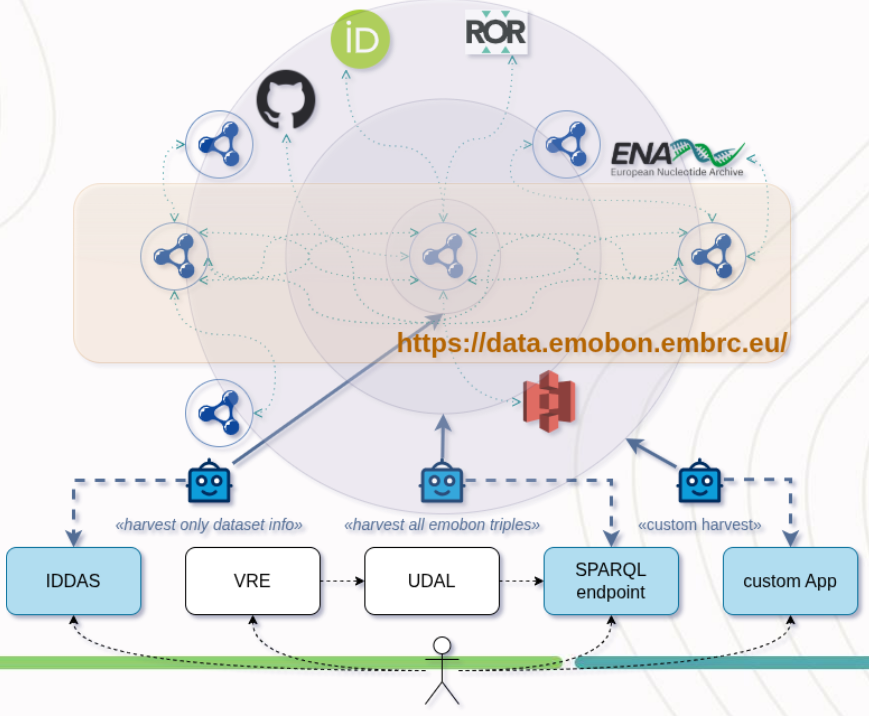 iD
ROR
ENA
European Nucleotide Archive
https://data.emobon.embrc.eu/
«harvest only dataset info»
«harvest all emobon triples»
«custom harvest»
IDDAS
VRE
UDAL
SPARQL
endpoint
custom App